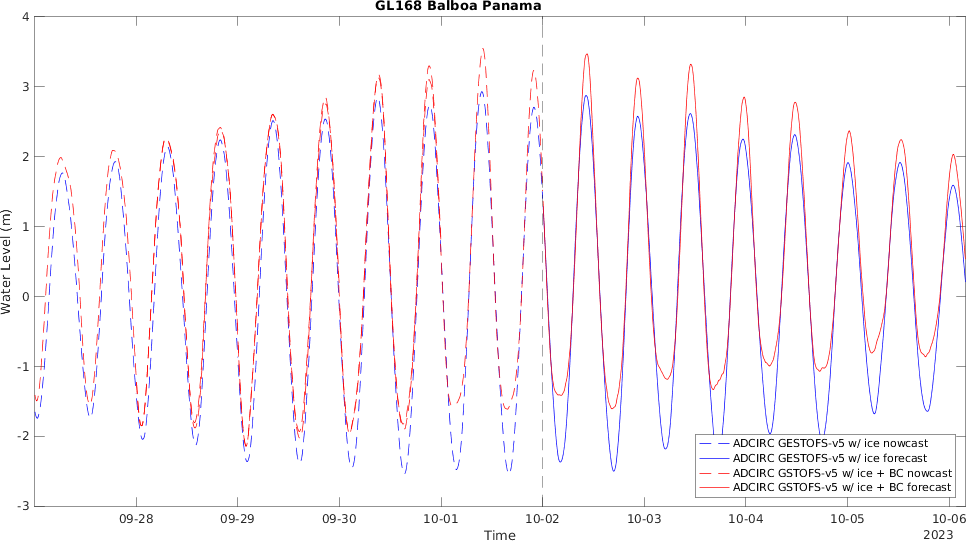 GL168 Balboa Panama
4
3
2
1
0
-1
-2
-3
Water Level (m)
09-28
09-29
09-30
10-01
10-02
10-03
10-04
10-05
10-06
Time
2023
ADCIRC GESTOFS-v5 w/ ice nowcast
ADCIRC GESTOFS-v5 w/ ice forecast
ADCIRC GSTOFS-v5 w/ ice + BC nowcast
ADCIRC GSTOFS-v5 w/ ice + BC forecast